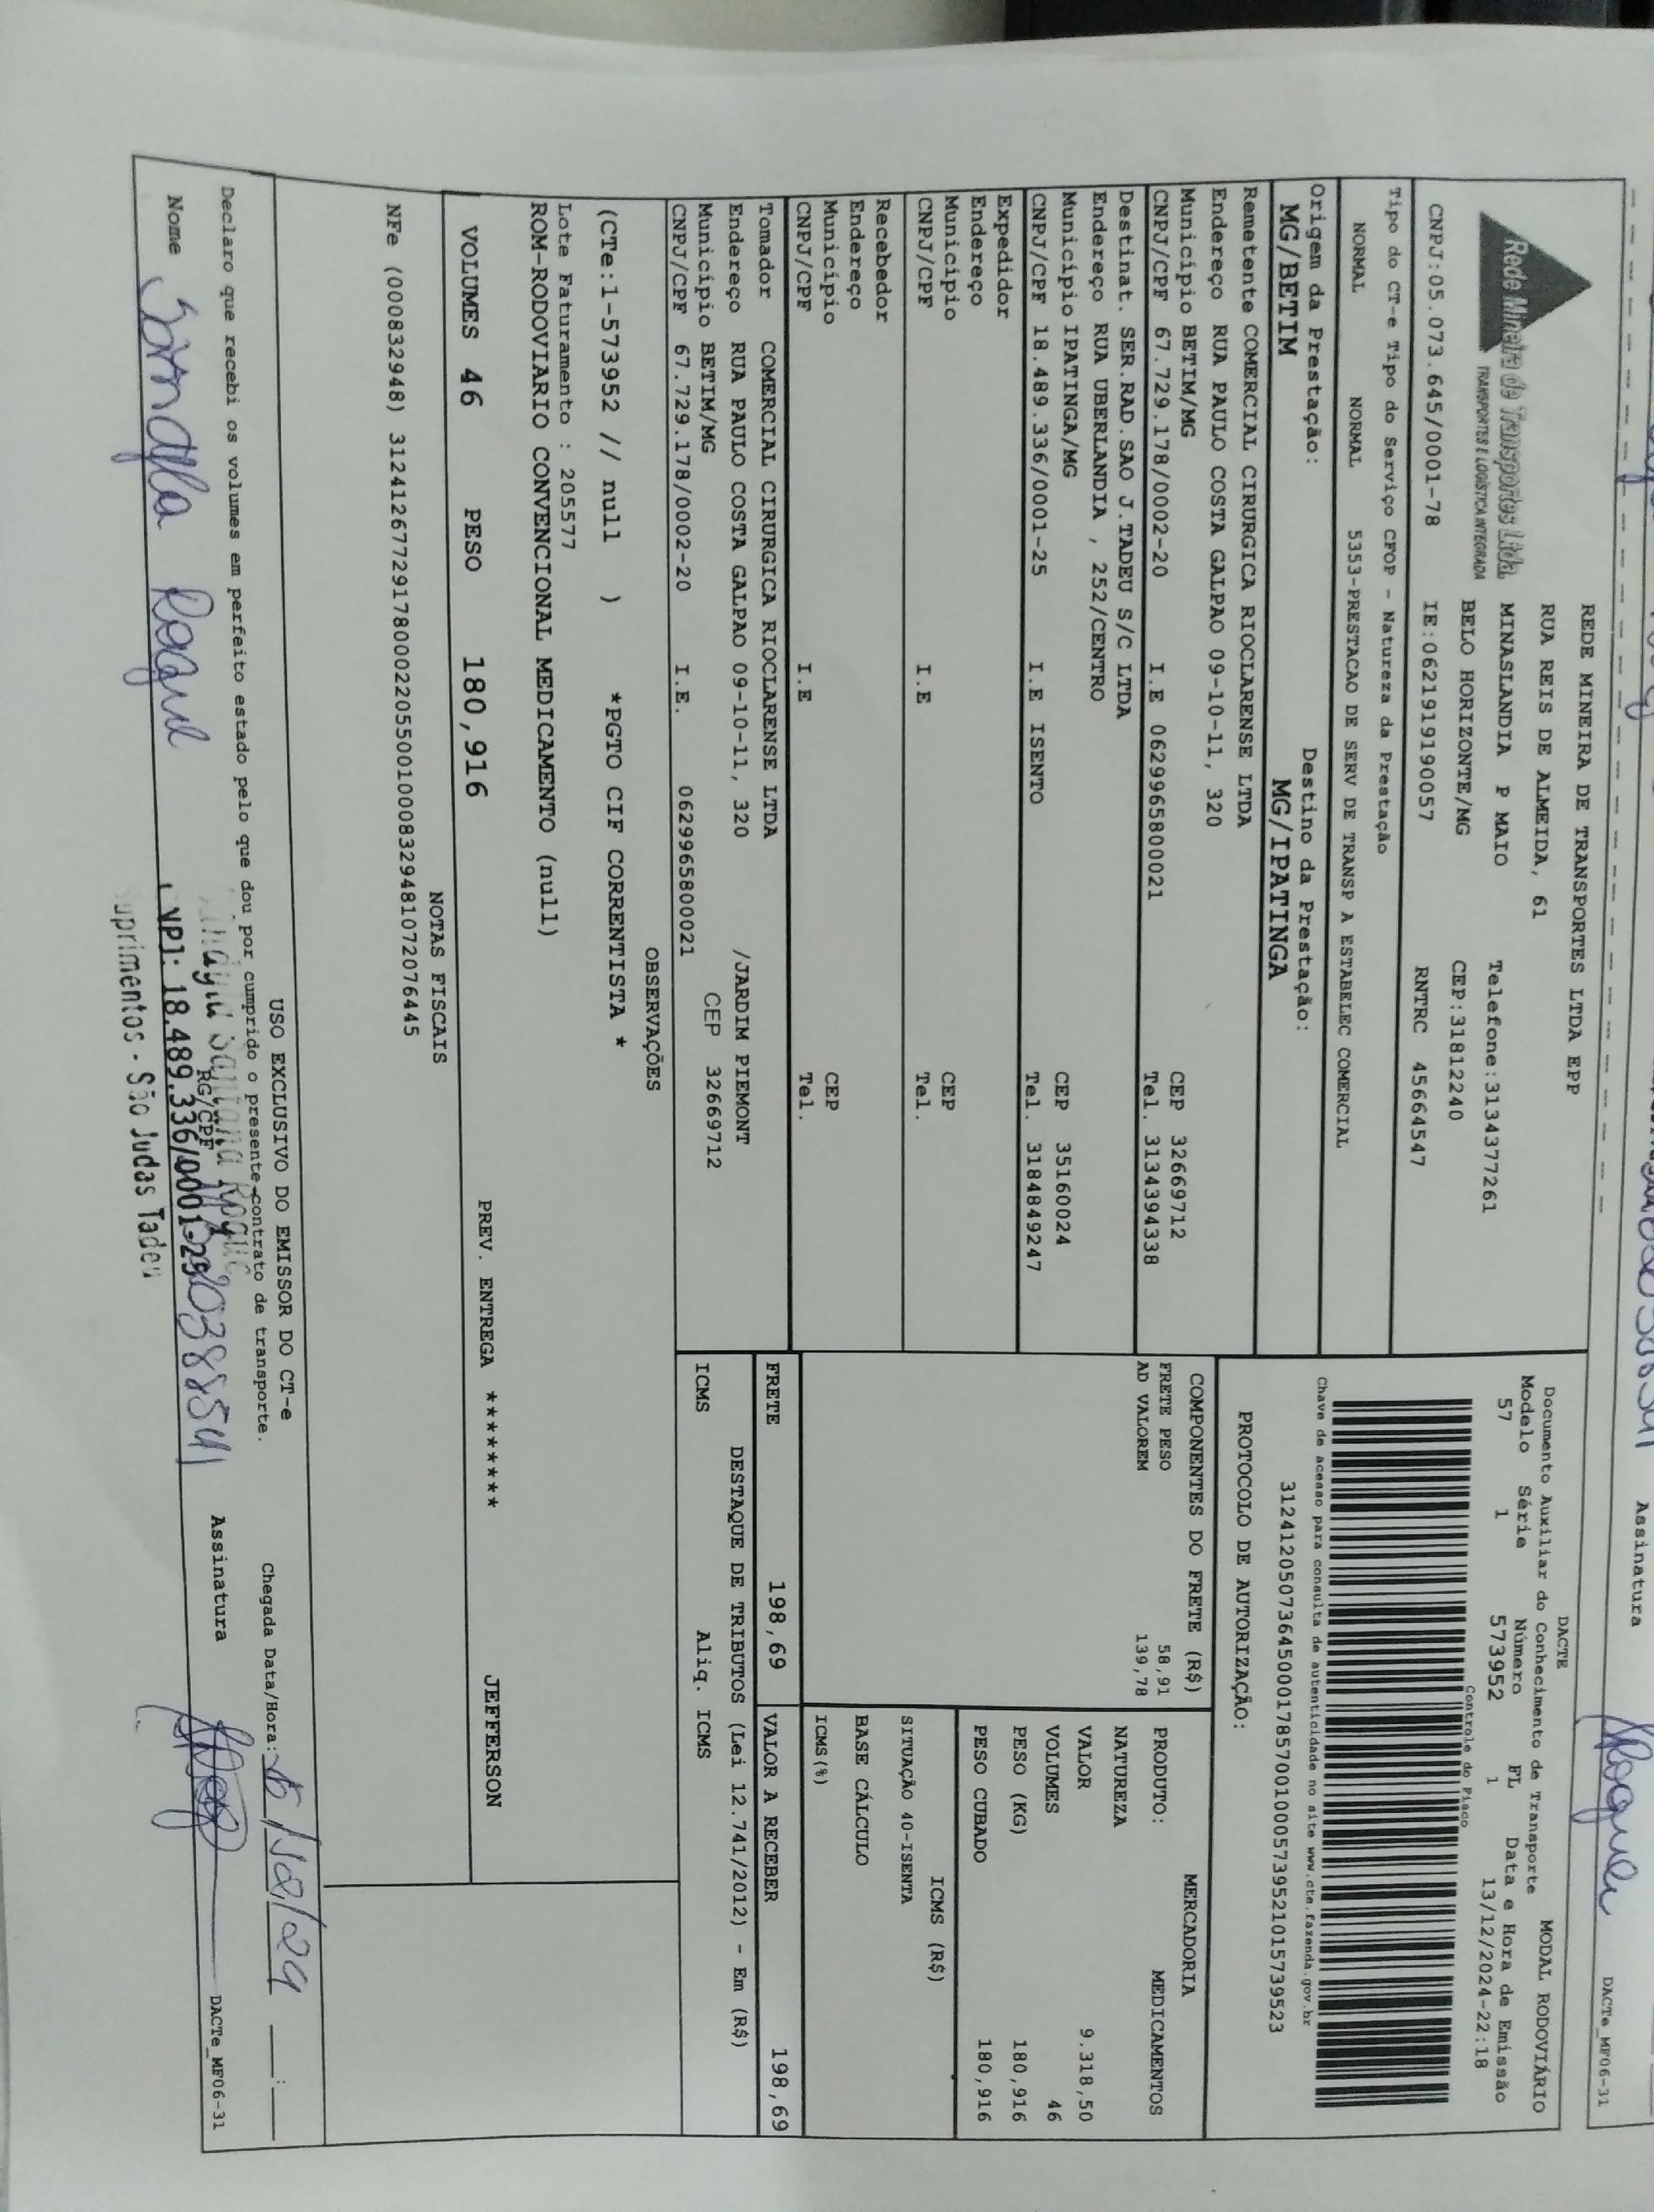 Assinatura
DACTe_MF06-31
Rede Mineira de Transportes Ltda.
TRANSPORTES E LOGÍSTICA INTEGRADA
REDE MINEIRA DE TRANSPORTES LTDA EPP
RUA REIS DE ALMEIDA, 61
MINASLANDIA P MAIO Telefone:3134377261
BELO HORIZONTE/MG CEP:31812240
CNPJ:05.073.645/0001-78 IE:0621919190057 RNTRC 45664547
DACTE
MODAL RODOVIÁRIO
Documento Auxiliar do Conhecimento de Transporte
Modelo Série Número FL Data e Hora de Emissão
57 1 573952 1 13/12/2024-22:18
Controle do Fisco
Tipo do CT-e Tipo do Serviço CFOP - Natureza da Prestação
NORMAL NORMAL 5353-PRESTACAO DE SERV DE TRANSP A ESTABELEC COMERCIAL
Chave de acesso para consulta de autenticidade no site www.cte.fazenda.gov.br
31241205073645000178570010005739521015739523
Origem da Prestação: Destino da Prestação:
MG/BETIM MG/IPATINGA
PROTOCOLO DE AUTORIZAÇÃO:
Remetente COMERCIAL CIRURGICA RIOCLARENSE LTDA
Endereço RUA PAULO COSTA GALPAO 09-10-11, 320
Município BETIM/MG CEP 32669712
CNPJ/CPF 67.729.178/0002-20 I.E 0629965800021 Tel. 3134394338
Destinat. SER.RAD.SAO J.TADEU S/C LTDA
Endereço RUA UBERLANDIA , 252/CENTRO
Município IPATINGA/MG CEP 35160024
CNPJ/CPF 18.489.336/0001-25 I.E ISENTO Tel. 3184849247
Expedidor
Endereço
Município CEP
CNPJ/CPF I.E Tel.
Recebedor
Endereço
Município CEP
CNPJ/CPF I.E Tel.
COMPONENTES DO FRETE (R$)
FRETE PESO 58,91
AD VALOREM 139,78
MERCADORIA
PRODUTO: MEDICAMENTOS
NATUREZA
VALOR 9.318,50
VOLUMES 46
PESO (KG) 180,916
PESO CUBADO 180,916
ICMS (R$)
SITUAÇÃO 40-ISENTA
BASE CÁLCULO
ICMS(%)
Tomador COMERCIAL CIRURGICA RIOCLARENSE LTDA
Endereço RUA PAULO COSTA GALPAO 09-10-11, 320 /JARDIM PIEMONT
Município BETIM/MG CEP 32669712
CNPJ/CPF 67.729.178/0002-20 I.E. 0629965800021
FRETE 198,69 VALOR A RECEBER 198,69
DESTAQUE DE TRIBUTOS (Lei 12.741/2012) - Em (R$)
ICMS Aliq. ICMS
OBSERVAÇÕES
(CTe:1-573952 // null ) *PGTO CIF CORRENTISTA *
Lote Faturamento : 205577
ROM-RODOVIARIO CONVENCIONAL MEDICAMENTO (null)
VOLUMES 46 PESO 180,916 PREV. ENTREGA ******** JEFFERSON
NOTAS FISCAIS
NFe (000832948) 31241267729178000220550010008329481072076445
USO EXCLUSIVO DO EMISSOR DO CT-e
Declaro que recebi os volumes em perfeito estado pelo que dou por cumprido o presente contrato de transporte.
Chegada Data/Hora:
Nome
RG/CPF
Assinatura
DACTe_MF06-31
18.489.336/0001-25
São Judas Tadeu